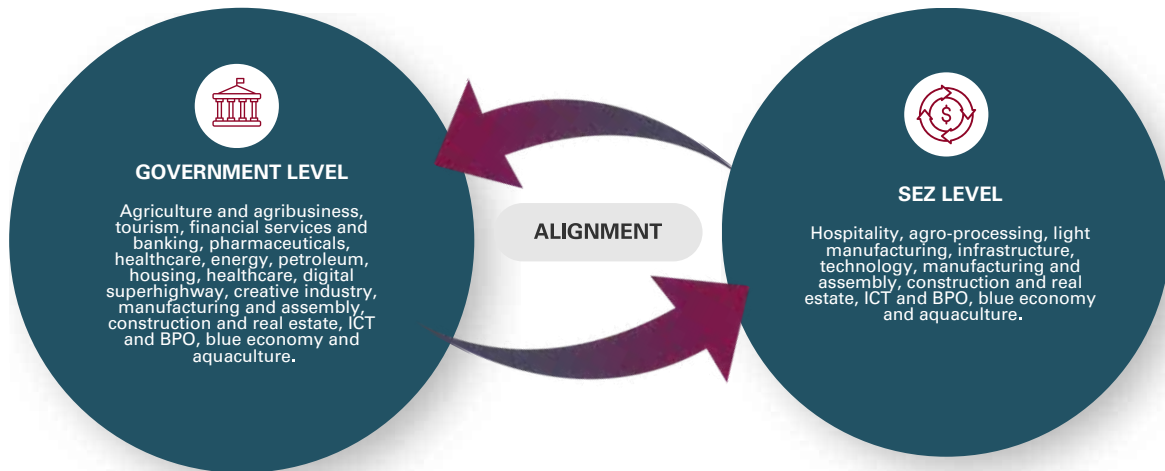 GOVERNMENT LEVEL
Agriculture and agribusiness,
tourism, financial services and
banking, pharmaceuticals,
healthcare, energy, petroleum,
housing, healthcare, digital
superhighway, creative industry,
manufacturing and assembly,
construction and real estate, ICT
and BPO, blue economy and
aquaculture.
ALIGNMENT
$
SEZ LEVEL
Hospitality, agro-processing, light
manufacturing, infrastructure,
technology, manufacturing and
assembly, construction and real
estate, ICT and BPO, blue economy
and aquaculture.